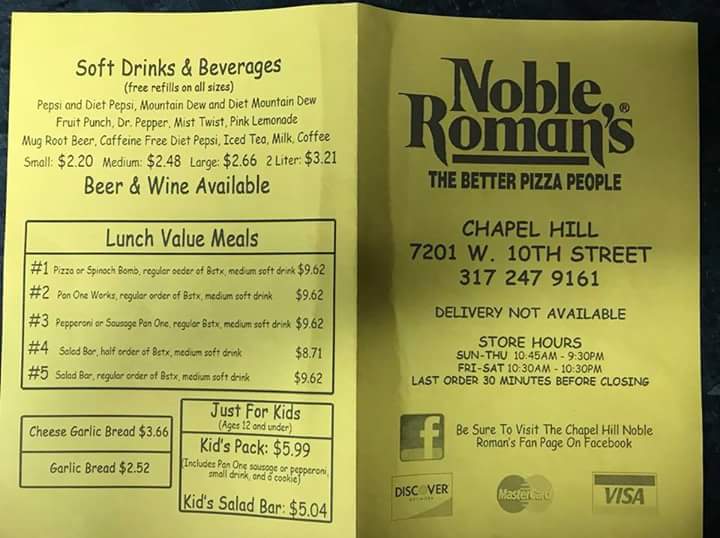 Soft Drinks & Beverages
(free refills on all sizes)
Pepsi and Diet Pepsi, Mountain Dew and Diet Mountain Dew
Fruit Punch, Dr. Pepper, Mist Twist, Pink Lemonade
Mug Root Beer, Caffeine Free Diet Pepsi, Iced Tea, Milk, Coffee
Small: $2.20 Medium: $2.48 Large: $2.66 2 Liter: $3.21
Beer & Wine Available
Lunch Value Meals
#1 Pizza or Spinach Bomb, regular oeder of Bstx, medium soft drink $9.62
#2 Pan One Works, regular order of Bstx, medium soft drink $9.62
#3 Pepperoni or Sausage Pan One, regular Bstx, medium soft drink $9.62
#4 Salad Bar, half order of Bstx, medium soft drink $8.71
#5 Salad Bar, regular order of Bstx, medium soft drink $9.62
Cheese Garlic Bread $3.66
Garlic Bread $2.52
Just For Kids
(Ages 12 and under)
Kid's Pack: $5.99
(Includes Pan One sausage or pepperoni,
small drink, and a cookie)
Kid's Salad Bar: $5.04
Noble
Roman's®
THE BETTER PIZZA PEOPLE
CHAPEL HILL
7201 W. 10TH STREET
317 247 9161
DELIVERY NOT AVAILABLE
STORE HOURS
SUN-THU 10:45AM - 9:30PM
FRI-SAT 10:30AM - 10:30PM
LAST ORDER 30 MINUTES BEFORE CLOSING
f
Be Sure To Visit The Chapel Hill Noble
Roman's Fan Page On Facebook
DISCOVER
NETWORK
MasterCard
VISA